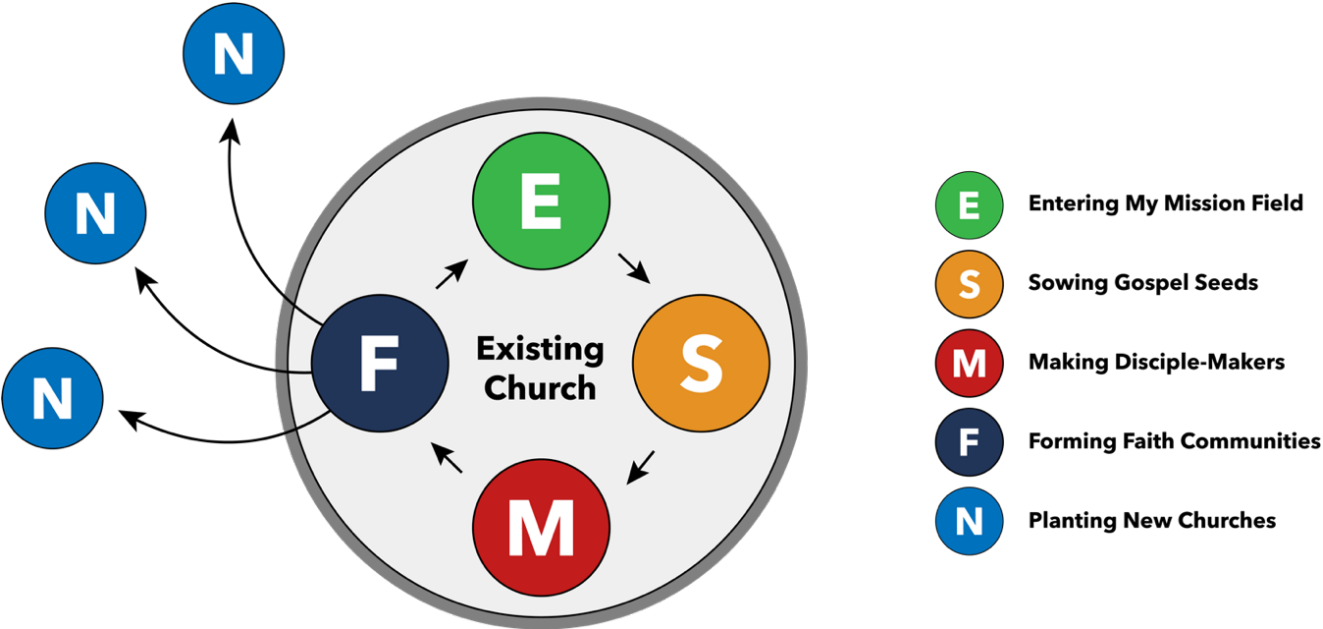 N
N
N
E
F
Existing
Church
S
M
E Entering My Mission Field
S Sowing Gospel Seeds
M Making Disciple-Makers
F Forming Faith Communities
N Planting New Churches